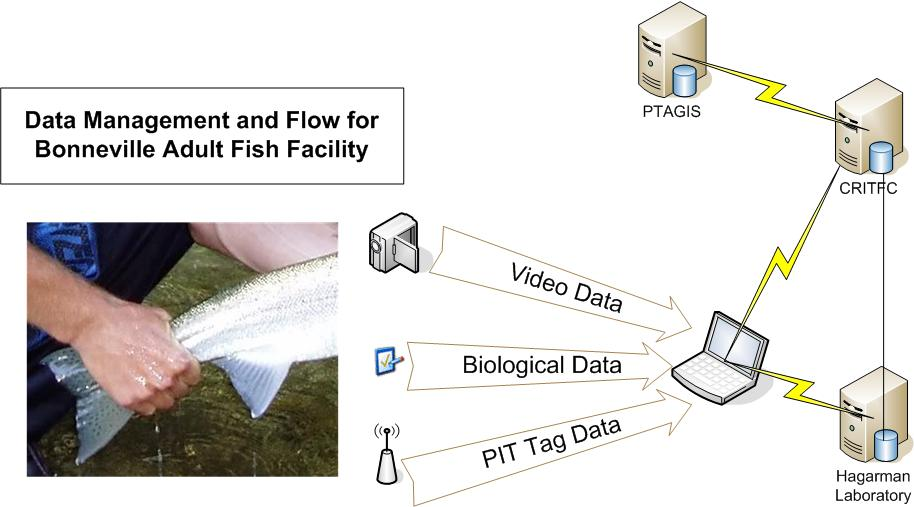 Data Management and Flow for
Bonneville Adult Fish Facility
PTAGIS
CRITFC
Video Data
Biological Data
PIT Tag Data
Hagarman
Laboratory